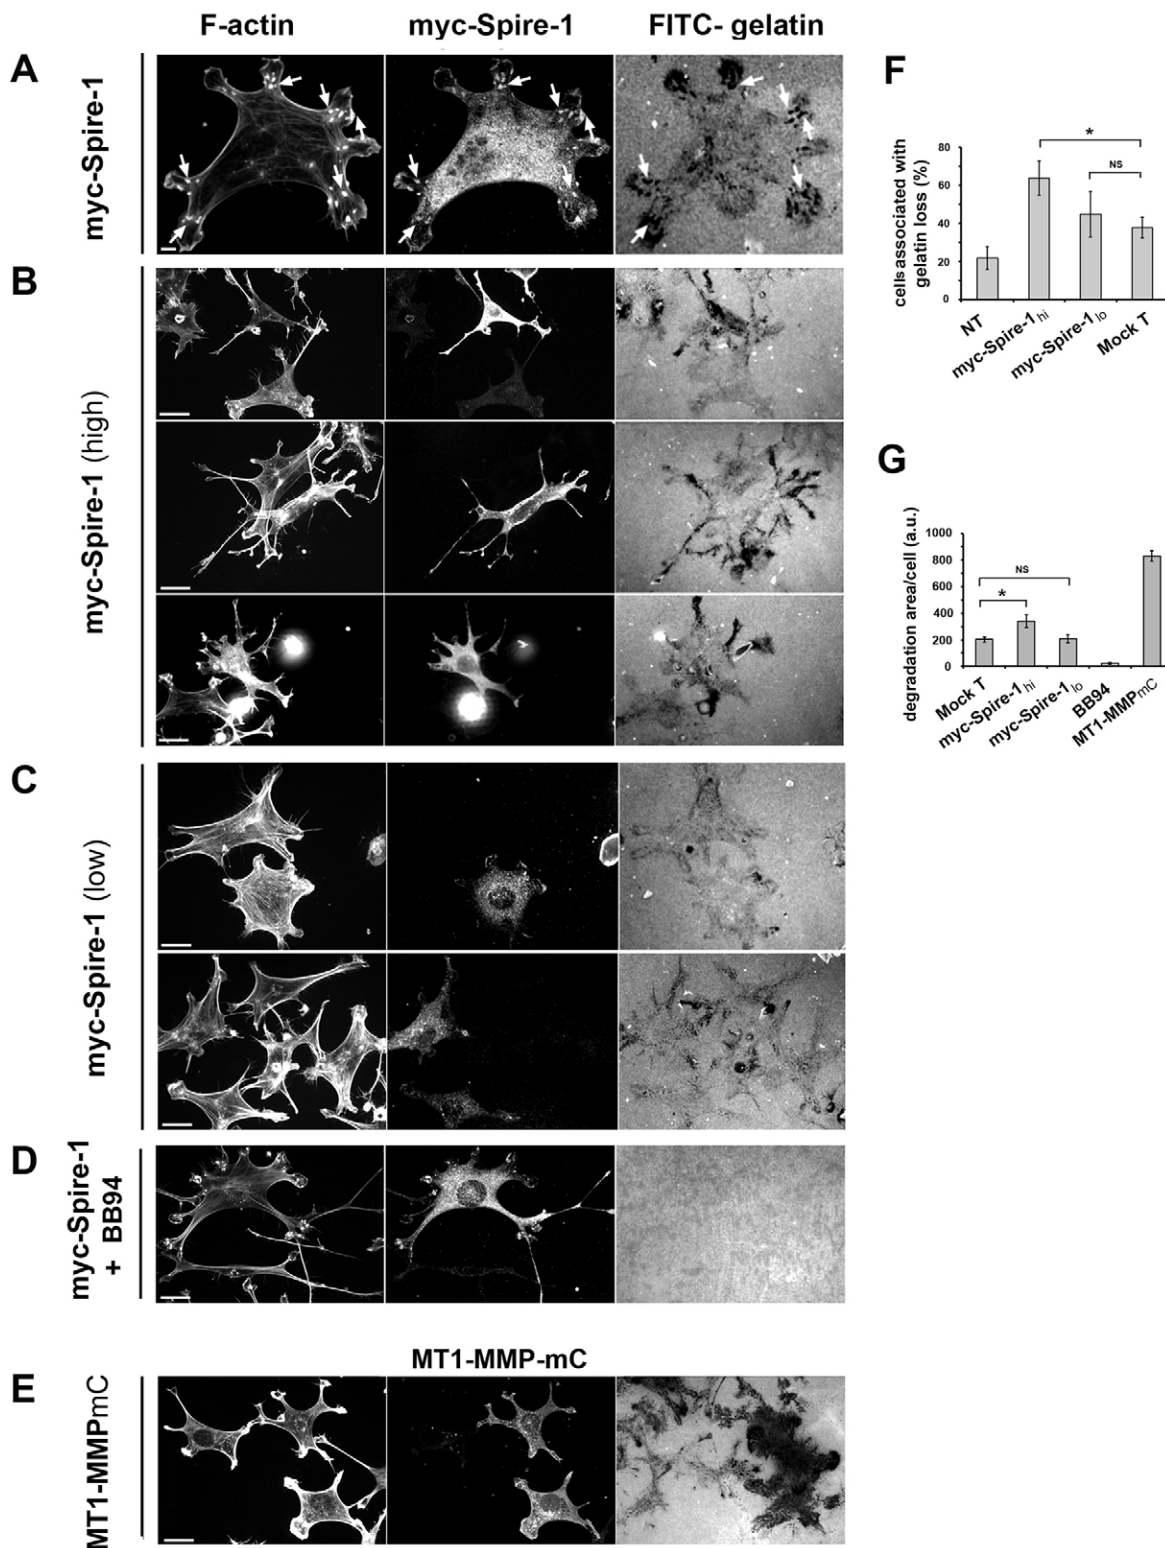 F-actin myc-Spire-1 FITC- gelatin
A
myc-Spire-1
B
myc-Spire-1 (high)
C
myc-Spire-1 (low)
D
myc-Spire-1
+ BB94
MT1-MMP-mC
E
MT1-MMPmC
F
cells associated with
gelatin loss (%)
80
60
40
20
0
*
NS
NT
myc-Spire-1hi
myc-Spire-1lo
Mock T
G
degradation area/cell (a.u.)
1000
800
600
400
200
0
NS
*
Mock T
myc-Spire-1hi
myc-Spire-1lo
BB94
MT1-MMPmC